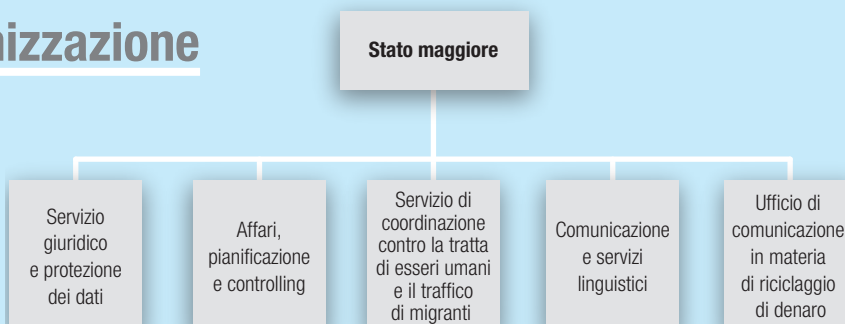 nizzazione
Stato maggiore
Servizio
giuridico
e protezione
dei dati
Affari,
pianificazione
e controlling
Servizio di
coordinazione
contro la tratta
di esseri umani
e il traffico
di migranti
Comunicazione
e servizi
linguistici
Ufficio di
comunicazione
in materia
di riciclaggio
di denaro